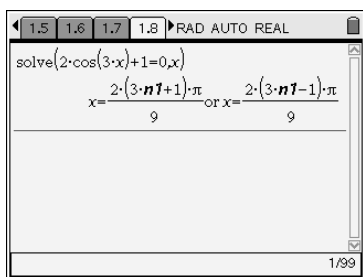 1.5 1.6 1.7 1.8 RAD AUTO REAL
solve(2·cos(3·x)+1=0,x)
x=2·(3·n1+1)·π/9 or x=2·(3·n1−1)·π/9
1/99